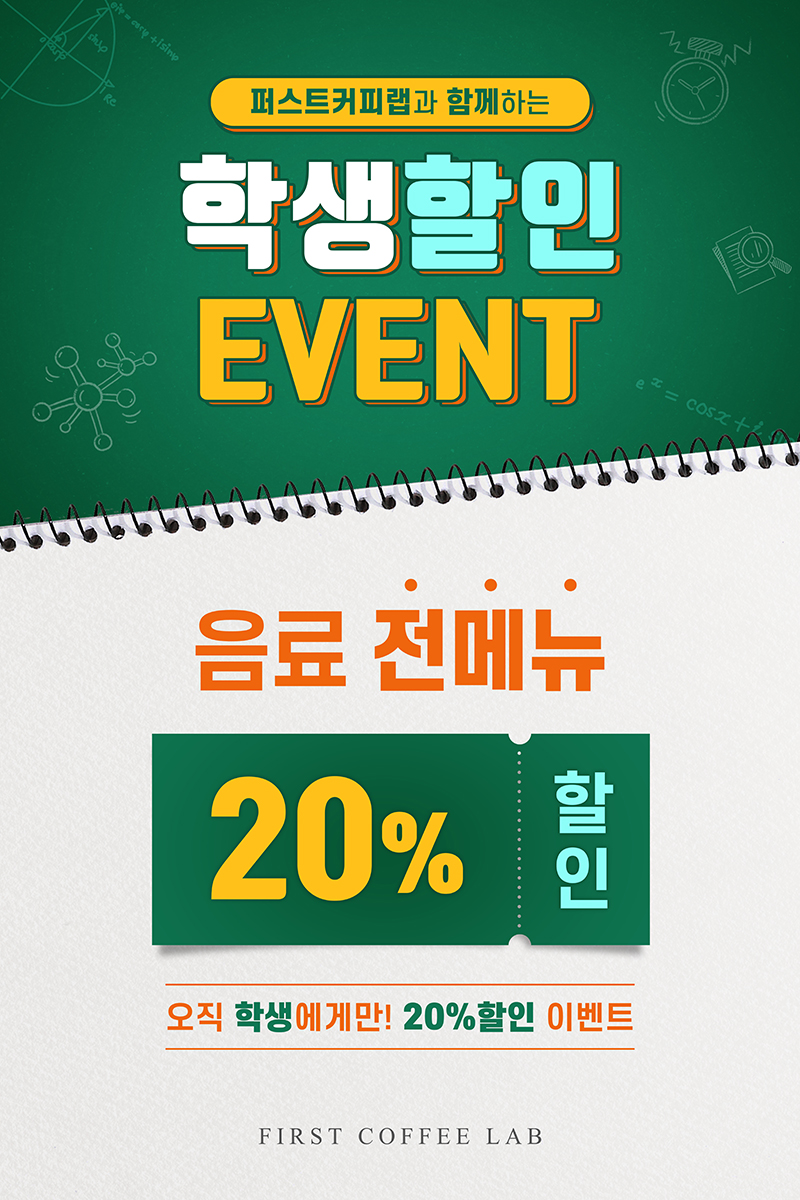 퍼스트커피랩과 함께하는
학생할인
EVENT
e^x = cosx + i
음료 전메뉴
20%
할인
오직 학생에게만! 20%할인 이벤트
FIRST COFFEE LAB